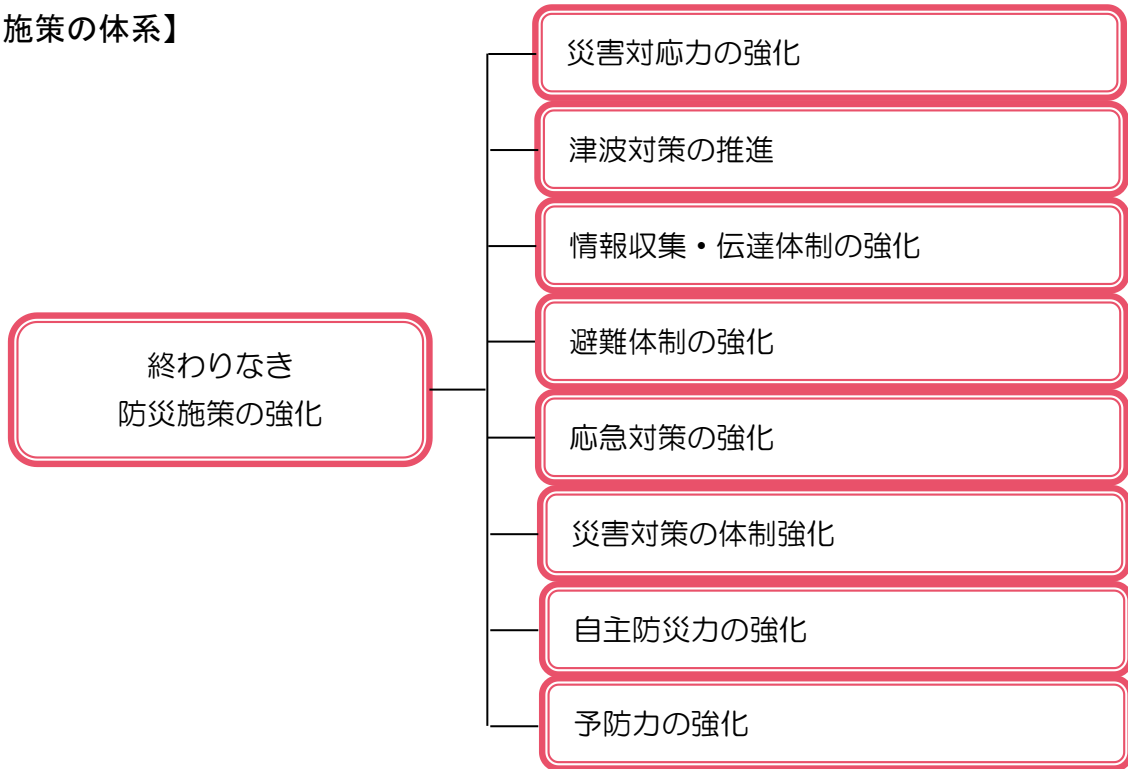 施策の体系】
災害対応力の強化
津波対策の推進
情報収集・伝達体制の強化
避難体制の強化
終わりなき
防災施策の強化
応急対策の強化
災害対策の体制強化
自主防災力の強化
予防力の強化